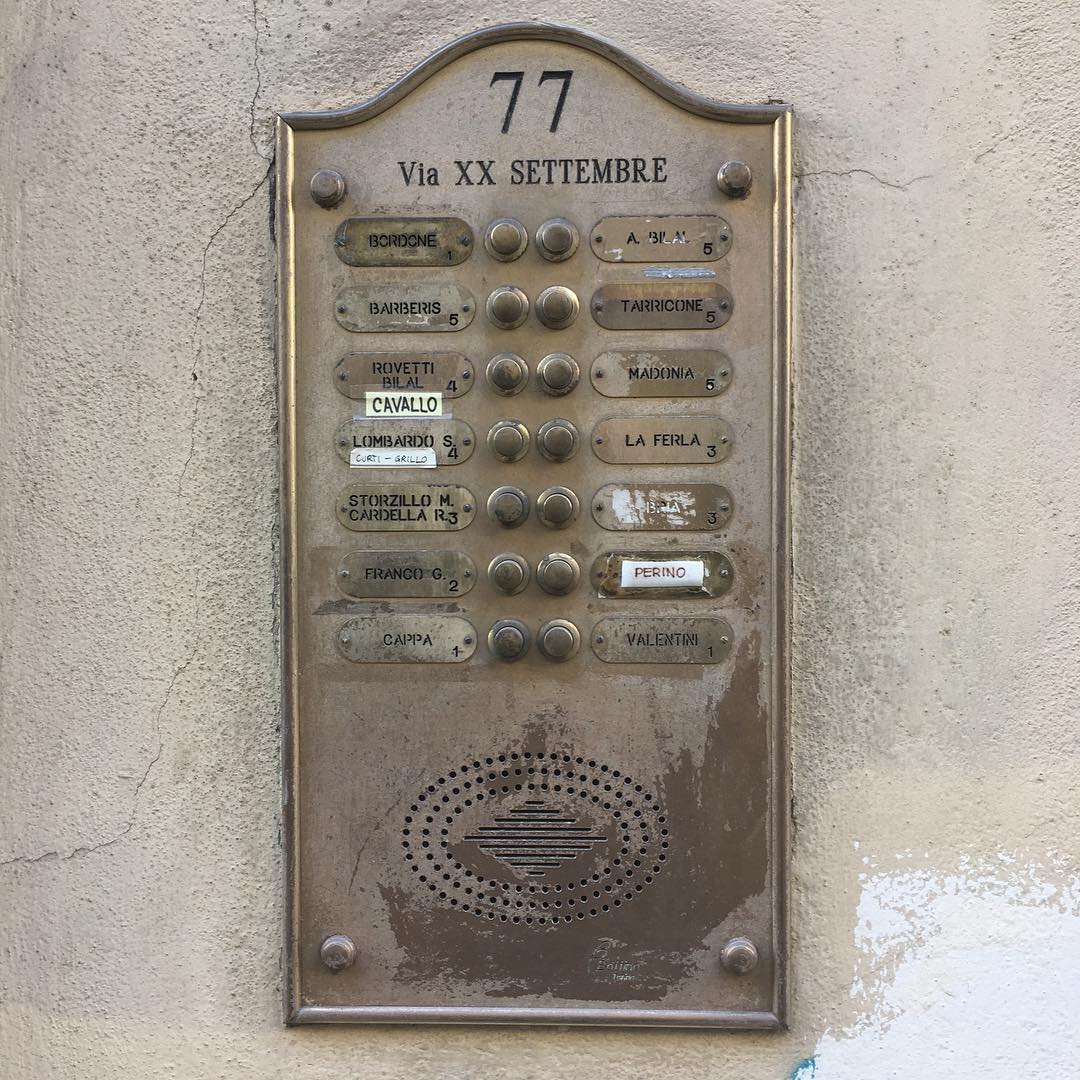 77
Via XX SETTEMBRE
BORDONE 1
A. BILAL 5
BARBERIS 5
TARRICONE 5
ROVETTI
BILAL 4
CAVALLO
MADONIA 5
LOMBARDO S. 4
CURTI - GRILLO
LA FERLA 3
STORZILLO M.
CARDELLA R. 3
BRIA 3
FRANCO G. 2
PERINO
CAPPA 1
VALENTINI 1